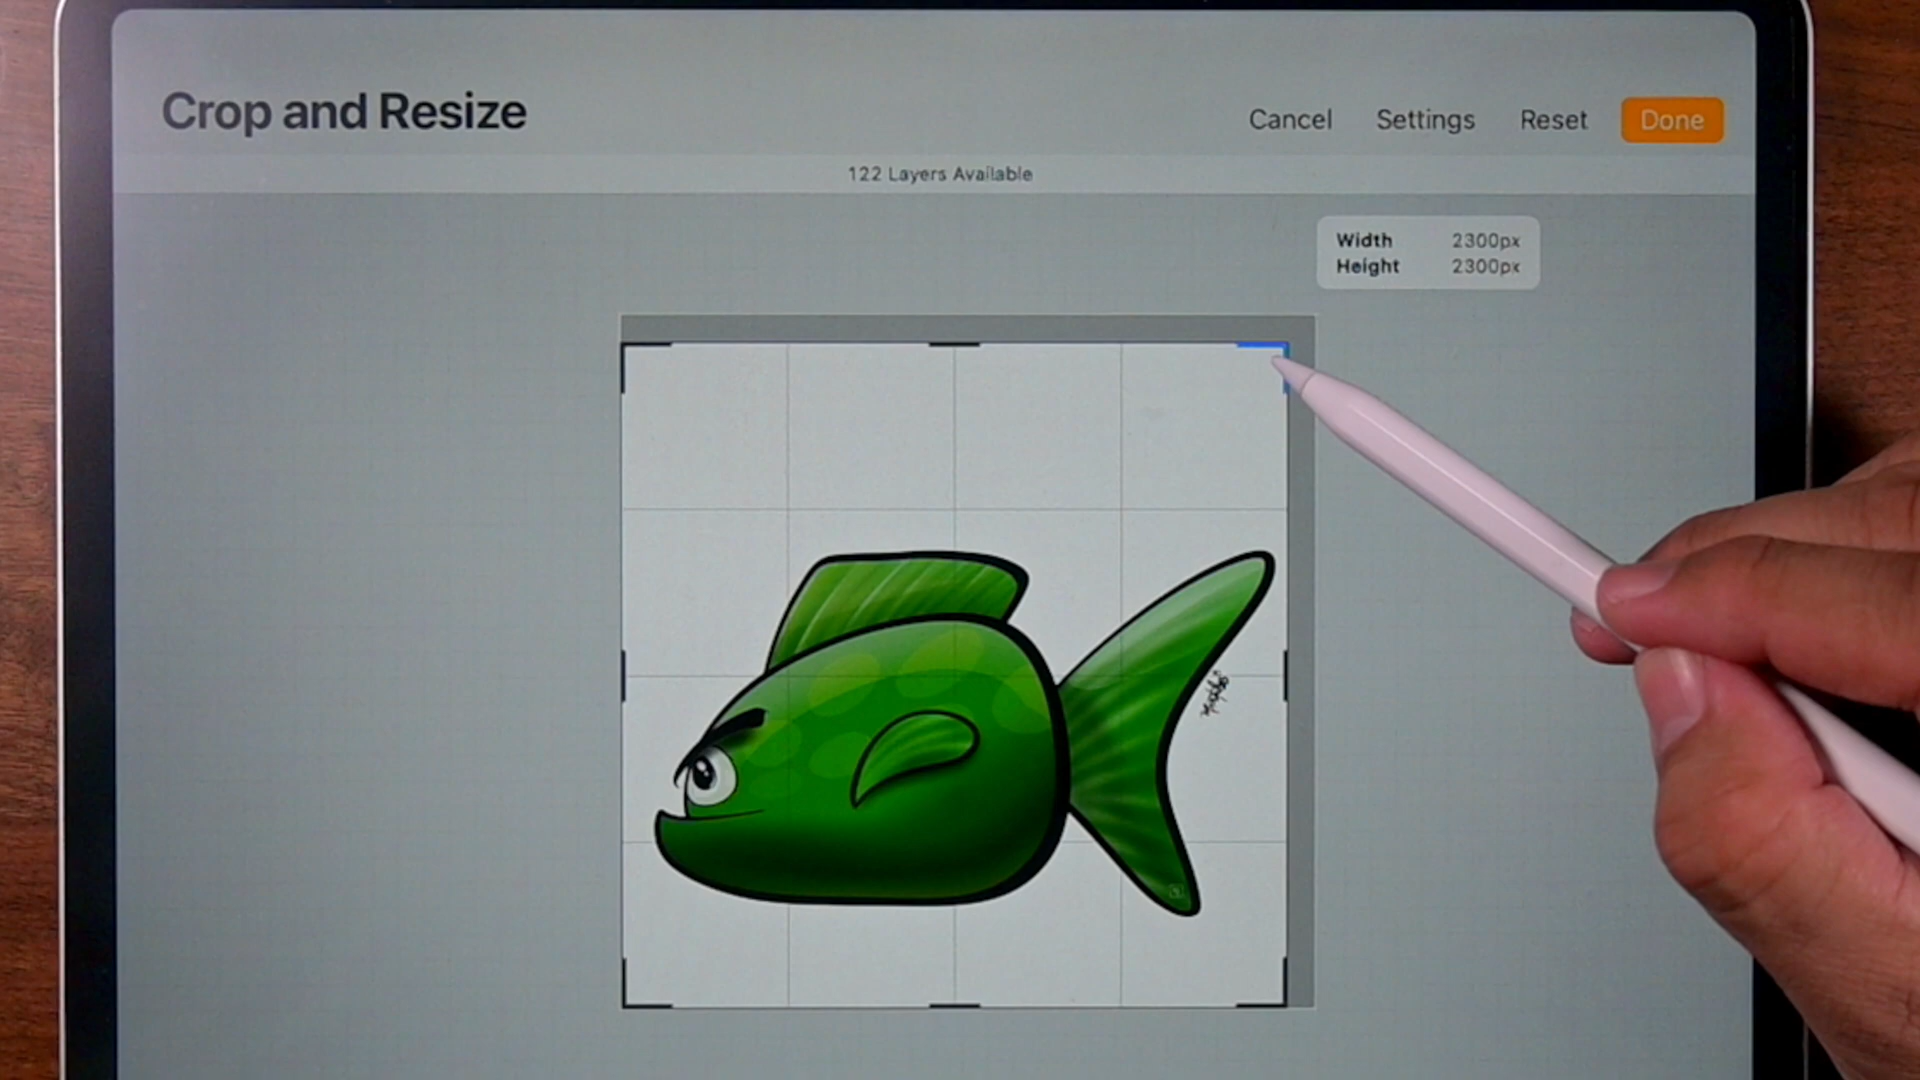 Crop and Resize
Cancel Settings Reset Done
122 Layers Available
Width 2300px
Height 2300px